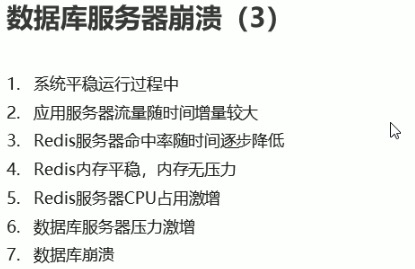 数据库服务器崩溃（3）
1. 系统平稳运行过程中
2. 应用服务器流量随时间增量较大
3. Redis服务器命中率随时间逐步降低
4. Redis内存平稳，内存无压力
5. Redis服务器CPU占用激增
6. 数据库服务器压力激增
7. 数据库崩溃